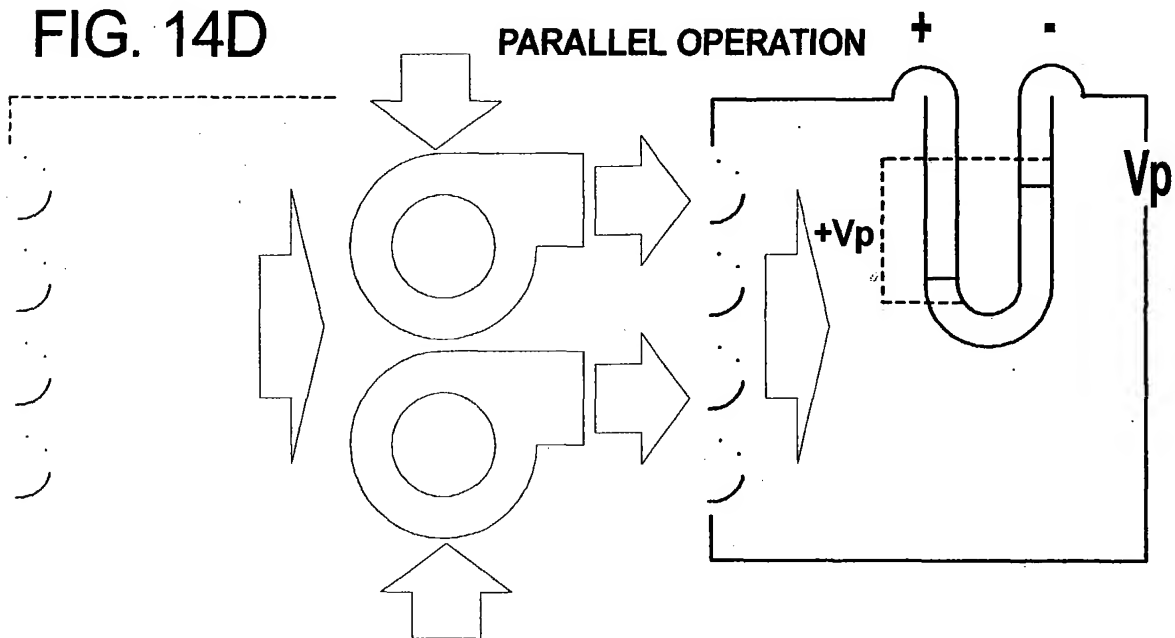 FIG. 14D
PARALLEL OPERATION
+ -
Vp
+Vp